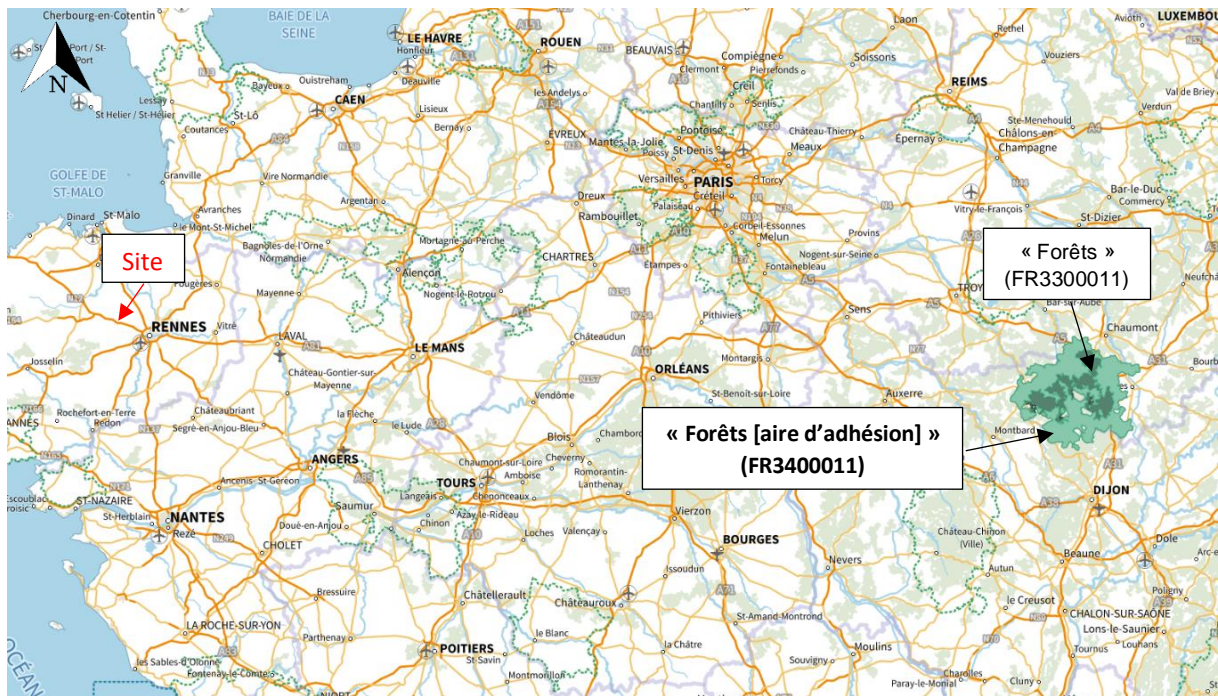 Cherbourg-en-Cotentin
BAIE DE LA
SEINE
LE HAVRE
Honfleur
Deauville
ROUEN
BEAUVAIS
Clermont
Compiègne
Pierrefonds
Soissons
Laon
Rethel
Vouziers
Avioth
LUXEMBOU
N
Port / St-
Port
Lessay
St Helier / St-Hélier
Coutances
St-Lô
Bayeux
Ouistreham
CAEN
Lisieux
Bernay
les Andelys
ÉVREUX
Mantes-la-Jolie
Poissy
Pontoise
St-Denis
Chantilly
Creil
Senlis
Château-Thierry
Meaux
REIMS
Épernay
Ste-Menehould
Châlons-en-
Champagne
Verdun
Val de Briey
GOLFE DE
ST-MALO
Granville
Vire Normandie
Argentan
Dreux
Versailles
PARIS
Torcy
Créteil
Palaiseau
Rambouillet
Corbeil-Essonnes
Melun
Provins
Vitry-le-François
Bar-le-Duc
Commercy
St-Dizier
Dinard
St-Malo
Avranches
le Mont-St-Michel
Bagnoles-de-l'Orne
Normandie
Mortagne-au-Perche
Alençon
CHARTRES
Étampes
Fontainebleau
Nogent-sur-Seine
Site
« Forêts »
(FR3300011)
Fougères
Mayenne
Nogent-le-Rotrou
Châteaudun
Pithiviers
Sens
Bar-sur-Aube
Chaumont
RENNES
Vitré
LAVAL
LE MANS
ORLÉANS
Montargis
Josselin
Château-Gontier-sur-
Mayenne
Vendôme
St-Benoît-sur-Loire
Auxerre
Montbard
Rochefort-en-Terre
Redon
Châteaubriant
Segré-en-Anjou-Bleu
la Flèche
le Lude
Blois
Chambord
« Forêts [aire d’adhésion] »
(FR3400011)
ANGERS
Ancenis-St-Géréon
TOURS
Chaumont-sur-Loire
Amboise
Cheverny
Romorantin-
Lanthenay
Langeais
Chenonceaux
Azay-le-Rideau
Saumur
Chinon
ST-NAZAIRE
St-Herblain
NANTES
Rezé
Doué-en-Anjou
Loches
Valençay
Vierzon
BOURGES
Château-Chinon
(Ville)
DIJON
Dole
CHOLET
Bressuire
Châtellerault
Issoudun
Châteauroux
Nevers
Autun
Beaune
le Creusot
CHALON-SUR-SAÔNE
Poligny
LA ROCHE-SUR-YON
Parthenay
le Blanc
St-Amand-Montrond
Lons-le-Saunier
Tournus
Louhans
les Sables-d'Olonne
Fontenay-le-Comte
POITIERS
St-Savin
Montmorillon
la Châtre
Souvigny
Moulins
Paray-le-Monial
Charolles
Cluny
NIORT
OCÉAN